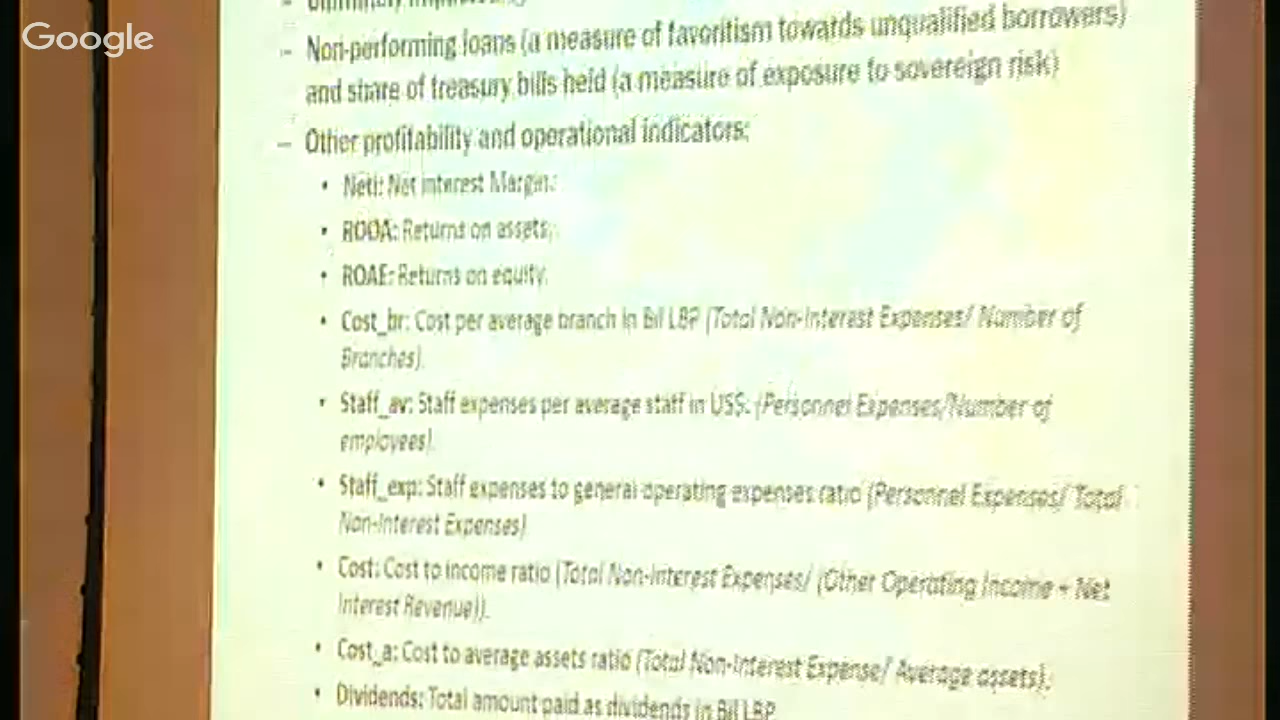 Google
– Non-performing loans (a measure of favoritism towards unqualified borrowers)
and share of treasury bills held (a measure of exposure to sovereign risk)
– Other profitability and operational indicators:
• Neti: Net interest Margin.
• ROOA: Returns on assets,
• ROAE: Returns on equity.
• Cost_br: Cost per average branch in Bil LBP (Total Non-Interest Expenses/ Number of
Branches).
• Staff_av: Staff expenses per average staff in US$. (Personnel Expenses/Number of
employees).
• Staff_exp: Staff expenses to general operating expenses ratio (Personnel Expenses/ Total
Non-Interest Expenses)
• Cost: Cost to income ratio (Total Non-Interest Expenses/ (Other Operating Income + Net
Interest Revenue)).
• Cost_a: Cost to average assets ratio (Total Non-Interest Expense/ Average assets).
• Dividends: Total amount paid as dividends in Bil LBP